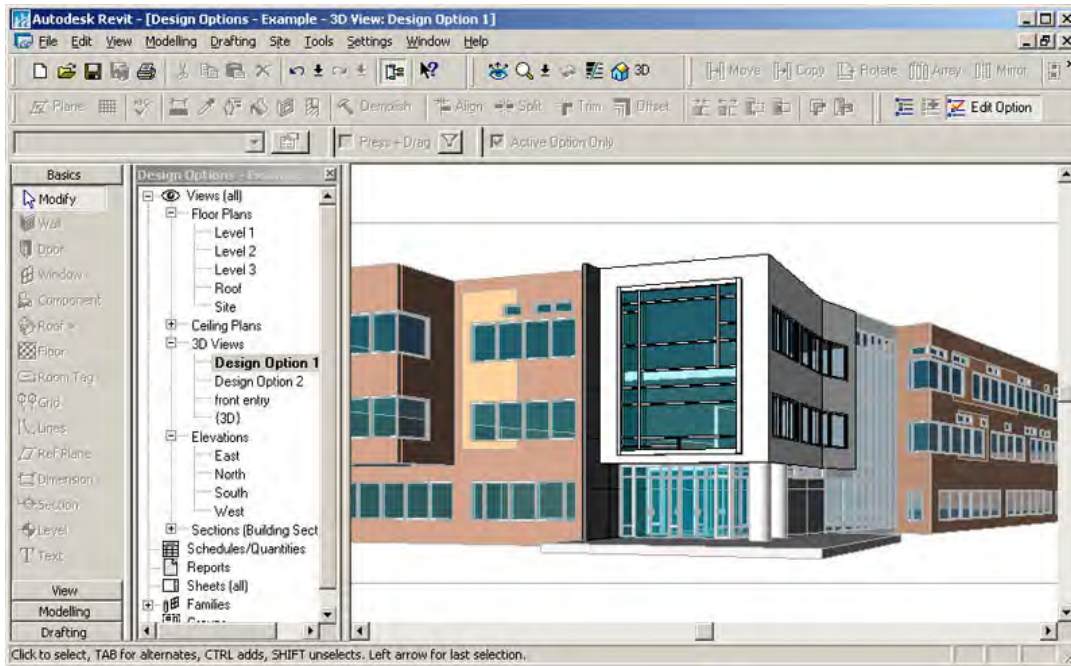 Autodesk Revit - [Design Options - Example - 3D View: Design Option 1]
File Edit View Modelling Drafting Site Tools Settings Window Help
3D Move Copy Rotate Array Mirror
Plane Demolish Align Split Trim Offset Edit Option
Press + Drag Active Option Only
Basics
Modify
Wall
Door
Window
Component
Roof »
Floor
Room Tag
Grid
Lines
Ref Plane
Dimension
Section
Level
Text
View
Modelling
Drafting
Design Options - Example
Views (all)
Floor Plans
Level 1
Level 2
Level 3
Roof
Site
Ceiling Plans
3D Views
Design Option 1
Design Option 2
front entry
{3D}
Elevations
East
North
South
West
Sections (Building Sect
Schedules/Quantities
Reports
Sheets (all)
Families
Click to select, TAB for alternates, CTRL adds, SHIFT unselects. Left arrow for last selection.